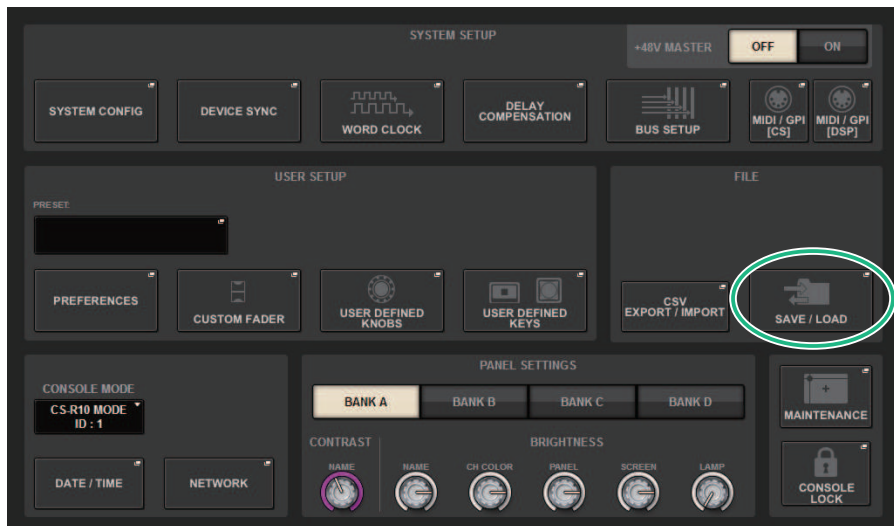 SYSTEM SETUP
+48V MASTER
OFF
ON
SYSTEM CONFIG
DEVICE SYNC
WORD CLOCK
DELAY
COMPENSATION
BUS SETUP
MIDI / GPI
[CS]
MIDI / GPI
[DSP]
USER SETUP
PRESET:
PREFERENCES
CUSTOM FADER
USER DEFINED
KNOBS
USER DEFINED
KEYS
FILE
CSV
EXPORT / IMPORT
SAVE / LOAD
CONSOLE MODE
CS-R10 MODE
ID : 1
DATE / TIME
NETWORK
PANEL SETTINGS
BANK A
BANK B
BANK C
BANK D
CONTRAST
BRIGHTNESS
NAME
NAME
CH COLOR
PANEL
SCREEN
LAMP
MAINTENANCE
CONSOLE
LOCK